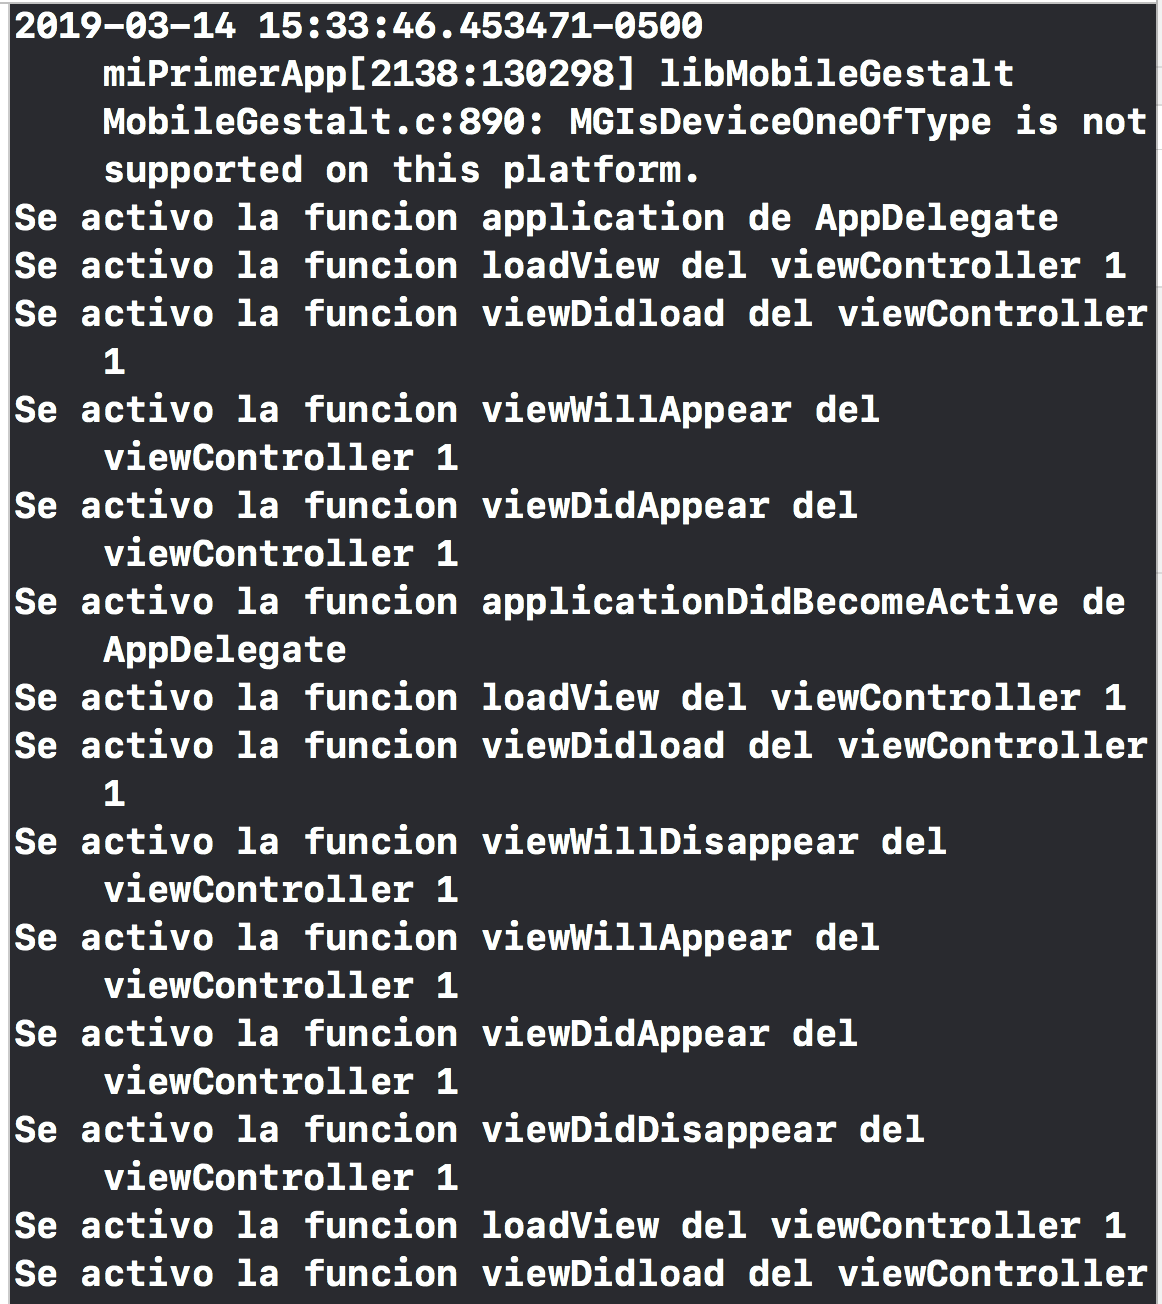 2019-03-14 15:33:46.453471-0500
miPrimerApp[2138:130298] libMobileGestalt
MobileGestalt.c:890: MGIsDeviceOneOfType is not
supported on this platform.
Se activo la funcion application de AppDelegate
Se activo la funcion loadView del viewController 1
Se activo la funcion viewDidload del viewController
1
Se activo la funcion viewWillAppear del
viewController 1
Se activo la funcion viewDidAppear del
viewController 1
Se activo la funcion applicationDidBecomeActive de
AppDelegate
Se activo la funcion loadView del viewController 1
Se activo la funcion viewDidload del viewController
1
Se activo la funcion viewWillDisappear del
viewController 1
Se activo la funcion viewWillAppear del
viewController 1
Se activo la funcion viewDidAppear del
viewController 1
Se activo la funcion viewDidDisappear del
viewController 1
Se activo la funcion loadView del viewController 1
Se activo la funcion viewDidload del viewController